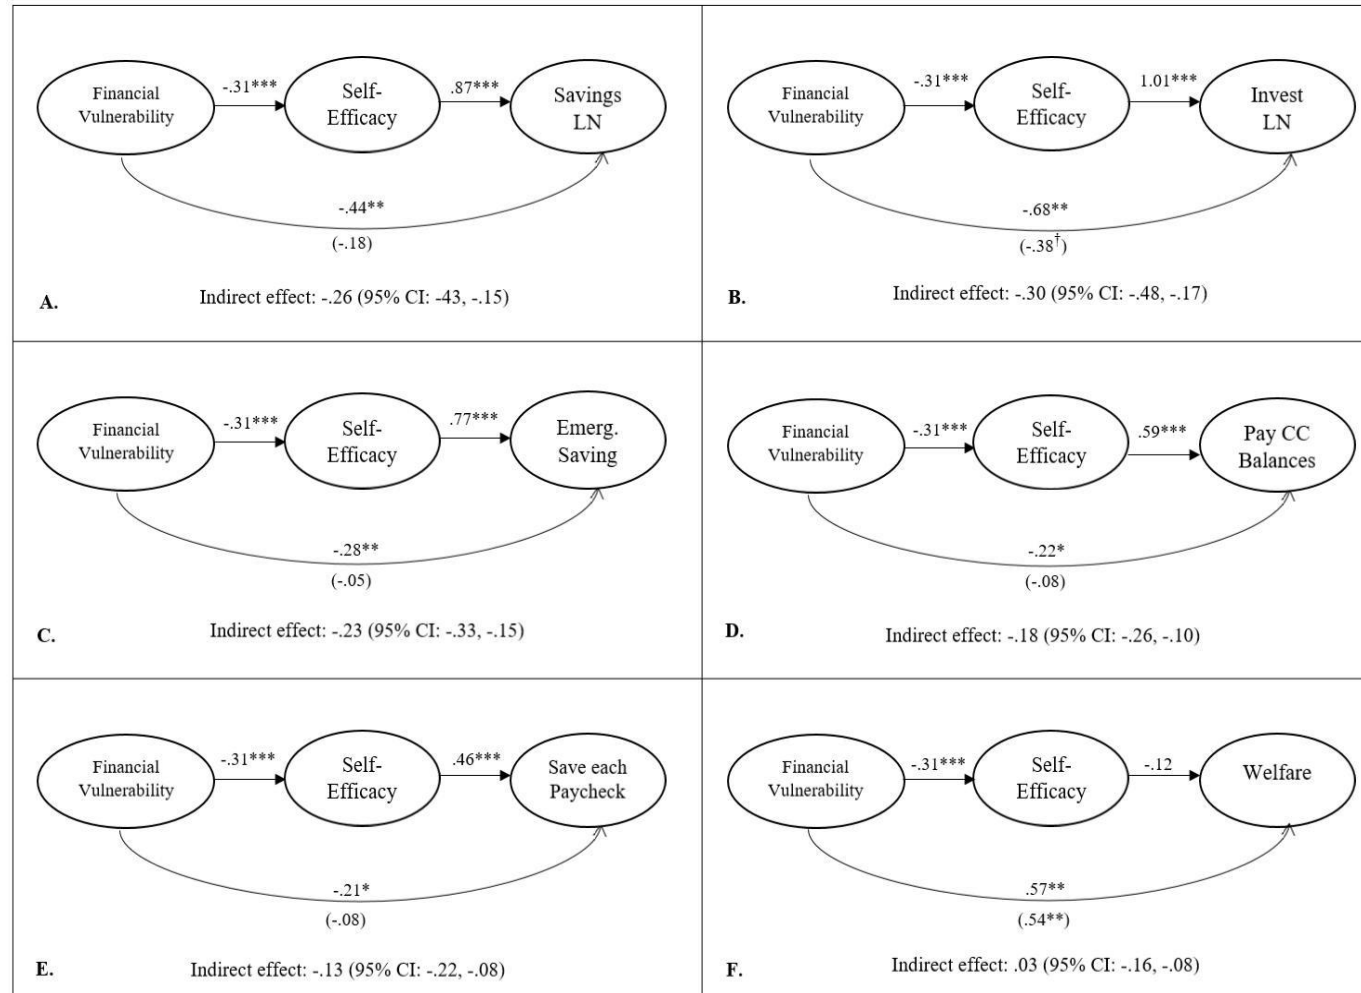 -.31***
.87***
Financial
Vulnerability
Self-
Efficacy
Savings
LN
-.44**
(-.18)
A.
Indirect effect: -.26 (95% CI: -43, -.15)
-.31***
1.01***
Financial
Vulnerability
Self-
Efficacy
Invest
LN
-.68**
(-.38†)
B.
Indirect effect: -.30 (95% CI: -.48, -.17)
-.31***
.77***
Financial
Vulnerability
Self-
Efficacy
Emerg.
Saving
-.28**
(-.05)
C.
Indirect effect: -.23 (95% CI: -.33, -.15)
-.31***
.59***
Financial
Vulnerability
Self-
Efficacy
Pay CC
Balances
-.22*
(-.08)
D.
Indirect effect: -.18 (95% CI: -.26, -.10)
-.31***
.46***
Financial
Vulnerability
Self-
Efficacy
Save each
Paycheck
-.21*
(-.08)
E.
Indirect effect: -.13 (95% CI: -.22, -.08)
-.31***
-.12
Financial
Vulnerability
Self-
Efficacy
Welfare
.57**
(.54**)
F.
Indirect effect: .03 (95% CI: -.16, -.08)